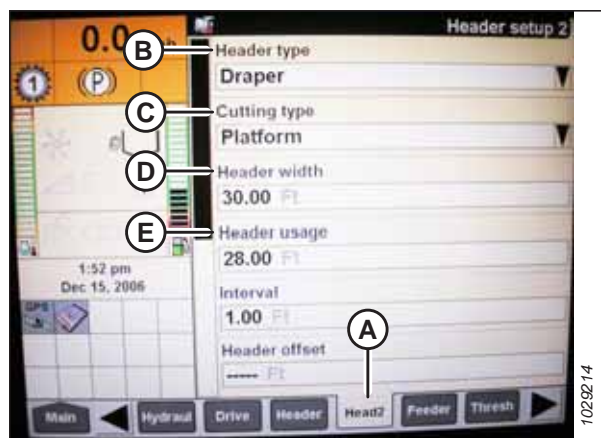 0.0
Header setup 2
B
Header type
Draper
1
(P)
C
Cutting type
Platform
D
Header width
30.00 Ft
E
Header usage
28.00 Ft
1:52 pm
Dec 15, 2006
Interval
1.00 Ft
GPS
A
Header offset
----- Ft
Main
Hydraul
Drive
Header
Head2
Feeder
Thresh
1029214